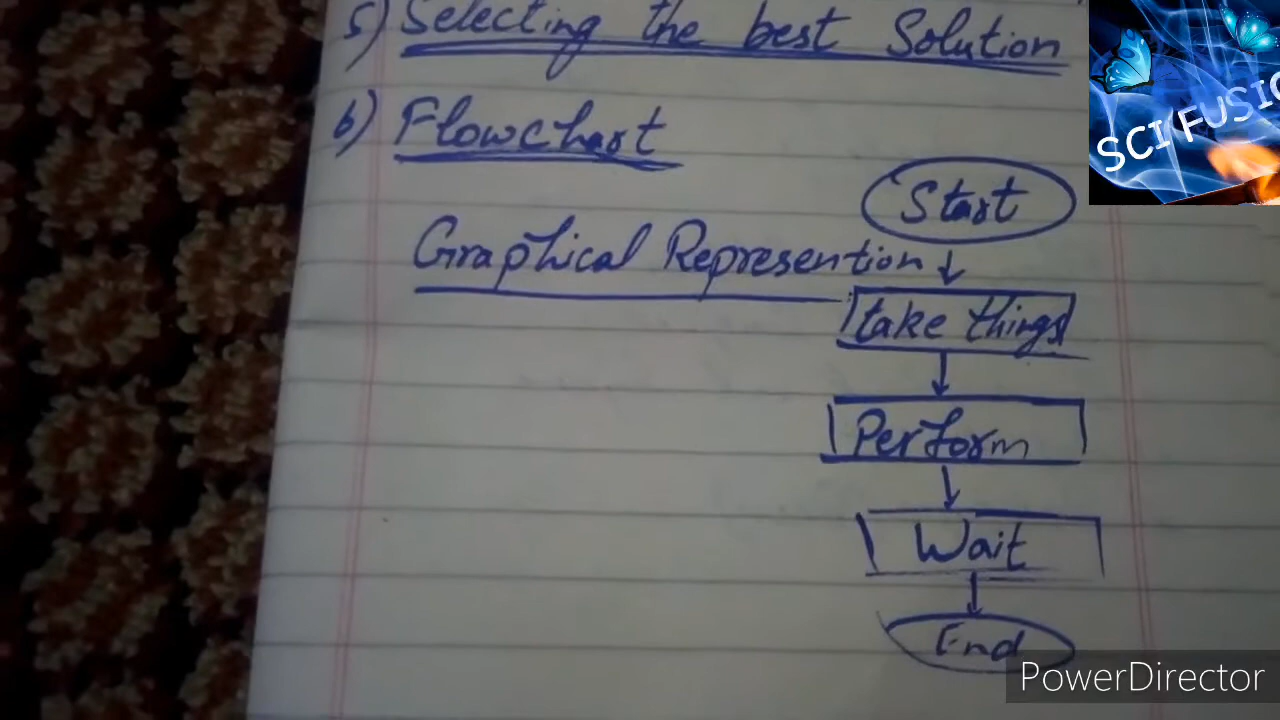 5) Selecting the best Solution
6) Flowchart
Graphical Represention
Start
take things
Perform
Wait
End
SCI FUSIO
PowerDirector